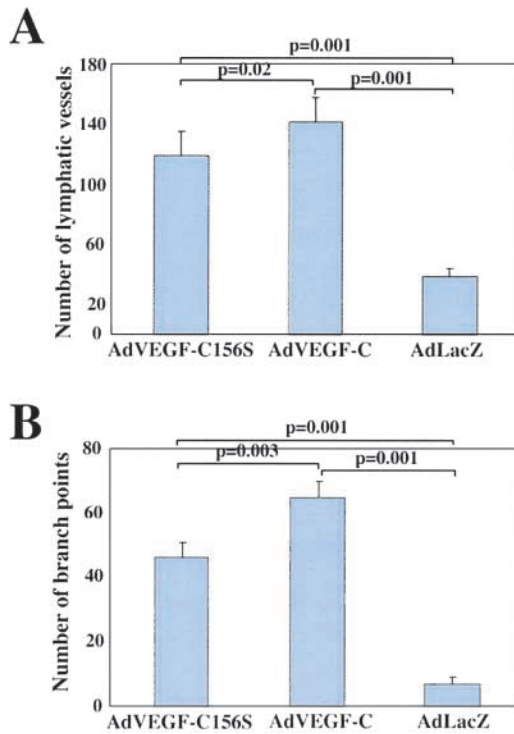 A
p=0.001
p=0.02
p=0.001
Number of lymphatic vessels
180
140
100
60
20
0
AdVEGF-C156S AdVEGF-C AdLacZ
B
p=0.001
p=0.003
p=0.001
Number of branch points
80
60
40
20
0
AdVEGF-C156S AdVEGF-C AdLacZ